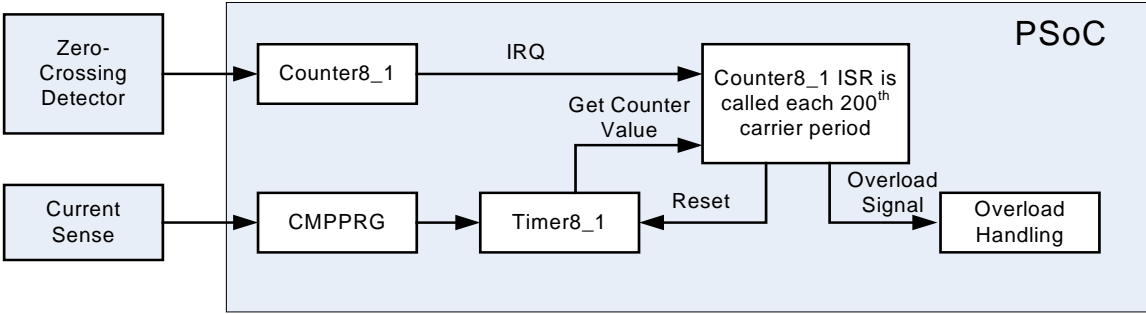 PSoC
Zero-
Crossing
Detector
Counter8_1
IRQ
Counter8_1 ISR is
called each 200th
carrier period
Get Counter
Value
Current
Sense
CMPPRG
Timer8_1
Reset
Overload
Signal
Overload
Handling